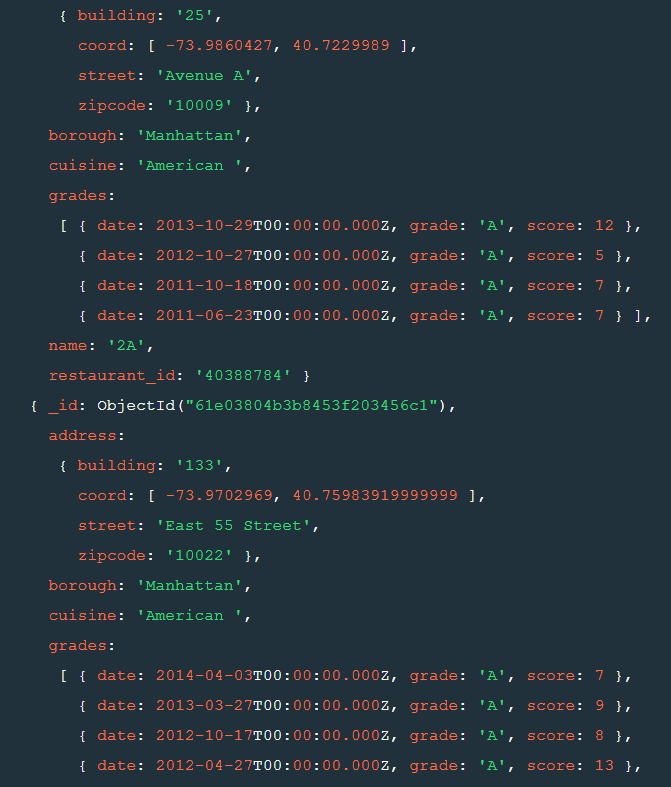 { building: '25',
coord: [ -73.9860427, 40.7229989 ],
street: 'Avenue A',
zipcode: '10009' },
borough: 'Manhattan',
cuisine: 'American ',
grades:
[ { date: 2013-10-29T00:00:00.000Z, grade: 'A', score: 12 },
{ date: 2012-10-27T00:00:00.000Z, grade: 'A', score: 5 },
{ date: 2011-10-18T00:00:00.000Z, grade: 'A', score: 7 },
{ date: 2011-06-23T00:00:00.000Z, grade: 'A', score: 7 } ],
name: '2A',
restaurant_id: '40388784' }
{ _id: ObjectId("61e03804b3b8453f203456c1"),
address:
{ building: '133',
coord: [ -73.9702969, 40.75983919999999 ],
street: 'East 55 Street',
zipcode: '10022' },
borough: 'Manhattan',
cuisine: 'American ',
grades:
[ { date: 2014-04-03T00:00:00.000Z, grade: 'A', score: 7 },
{ date: 2013-03-27T00:00:00.000Z, grade: 'A', score: 9 },
{ date: 2012-10-17T00:00:00.000Z, grade: 'A', score: 8 },
{ date: 2012-04-27T00:00:00.000Z, grade: 'A', score: 13 },